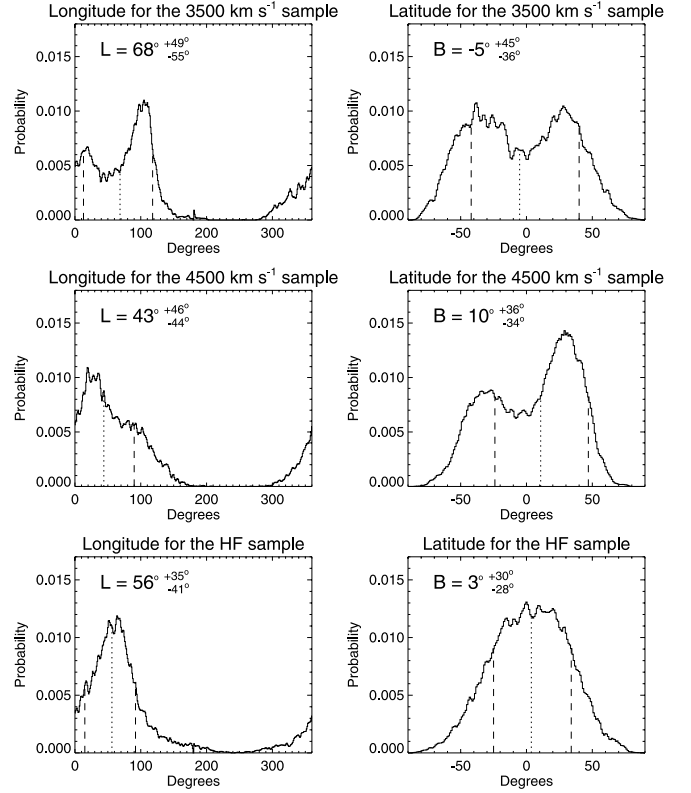 Longitude for the 3500 km s⁻¹ sample
L = 68° +49° -55°
Probability
0.015
0.010
0.005
0.000
0 100 200 300
Degrees
Latitude for the 3500 km s⁻¹ sample
B = -5° +45° -36°
Probability
0.015
0.010
0.005
0.000
-50 0 50
Degrees
Longitude for the 4500 km s⁻¹ sample
L = 43° +46° -44°
Probability
0.015
0.010
0.005
0.000
0 100 200 300
Degrees
Latitude for the 4500 km s⁻¹ sample
B = 10° +36° -34°
Probability
0.015
0.010
0.005
0.000
-50 0 50
Degrees
Longitude for the HF sample
L = 56° +35° -41°
Probability
0.015
0.010
0.005
0.000
0 100 200 300
Degrees
Latitude for the HF sample
B = 3° +30° -28°
Probability
0.015
0.010
0.005
0.000
-50 0 50
Degrees